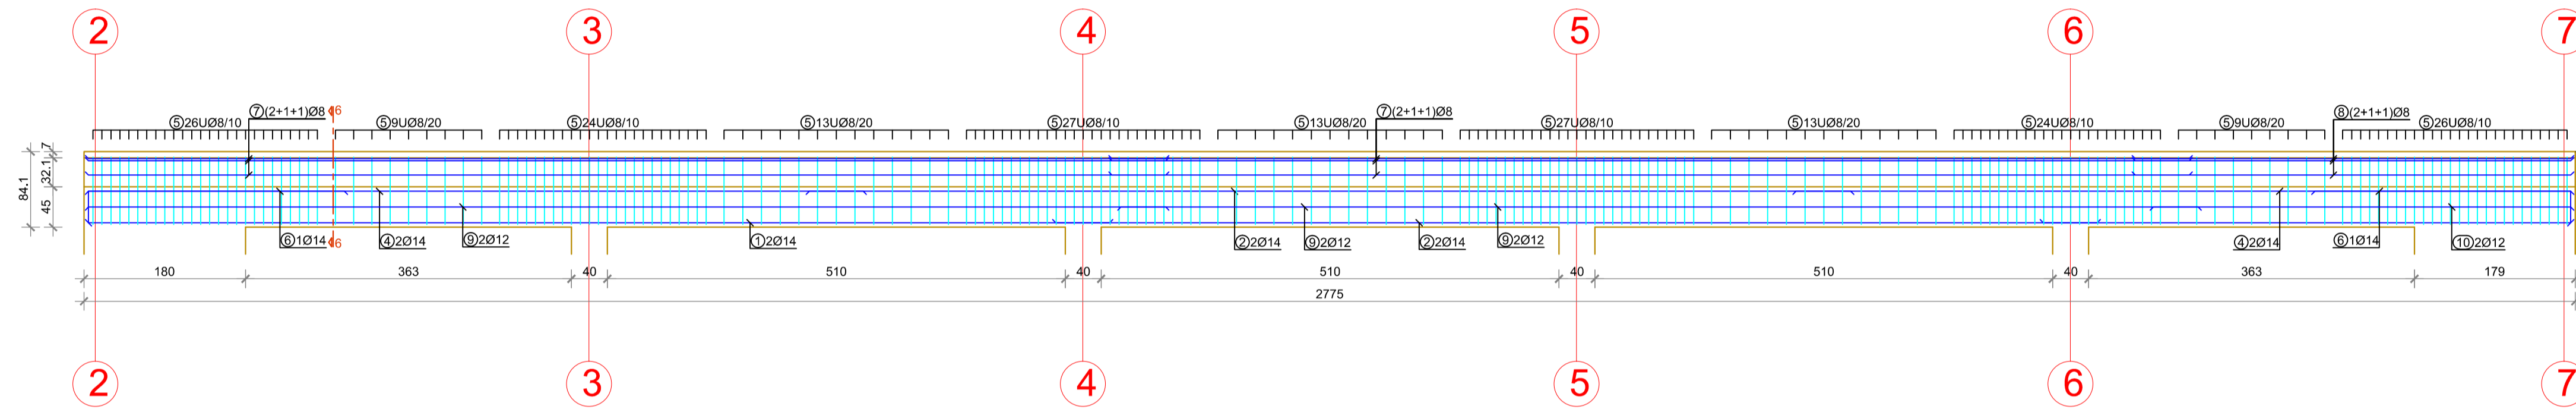 2 3 4 5 6 7
⑦(2+1+1)Ø8 6 ⑦(2+1+1)Ø8 ⑧(2+1+1)Ø8
⑤26UØ8/10 ⑤9UØ8/20 ⑤24UØ8/10 ⑤13UØ8/20 ⑤27UØ8/10 ⑤13UØ8/20 ⑤27UØ8/10 ⑤13UØ8/20 ⑤24UØ8/10 ⑤9UØ8/20 ⑤26UØ8/10
7
32.1
84.1
45
⑥1Ø14 6 ④2Ø14 ⑨2Ø12 ①2Ø14 ②2Ø14 ⑨2Ø12 ②2Ø14 ⑨2Ø12 ④2Ø14 ⑥1Ø14 ⑩2Ø12
180 363 40 510 40 510 40 510 40 363 179
2775
2 3 4 5 6 7